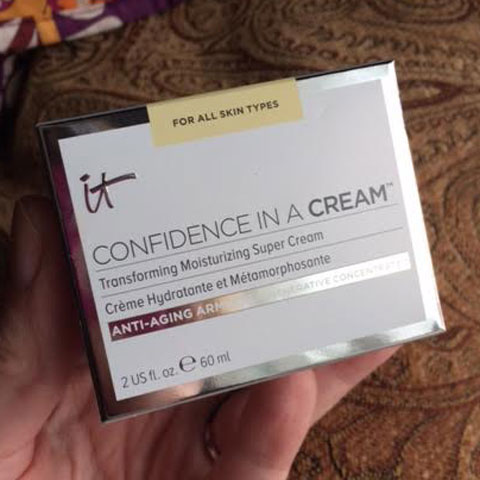 FOR ALL SKIN TYPES
it
CONFIDENCE IN A CREAM™
Transforming Moisturizing Super Cream
Crème Hydratante et Métamorphosante
ANTI-AGING CONCENTRATE
2 US fl. oz. ℮ 60 ml